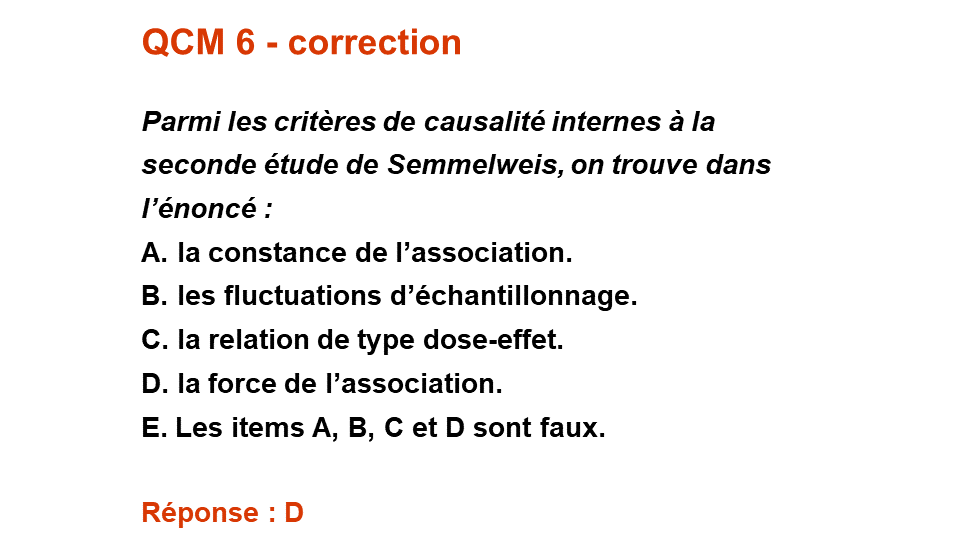 QCM 6 - correction
Parmi les critères de causalité internes à la
seconde étude de Semmelweis, on trouve dans
l’énoncé :
A. la constance de l’association.
B. les fluctuations d’échantillonnage.
C. la relation de type dose-effet.
D. la force de l’association.
E. Les items A, B, C et D sont faux.
Réponse : D